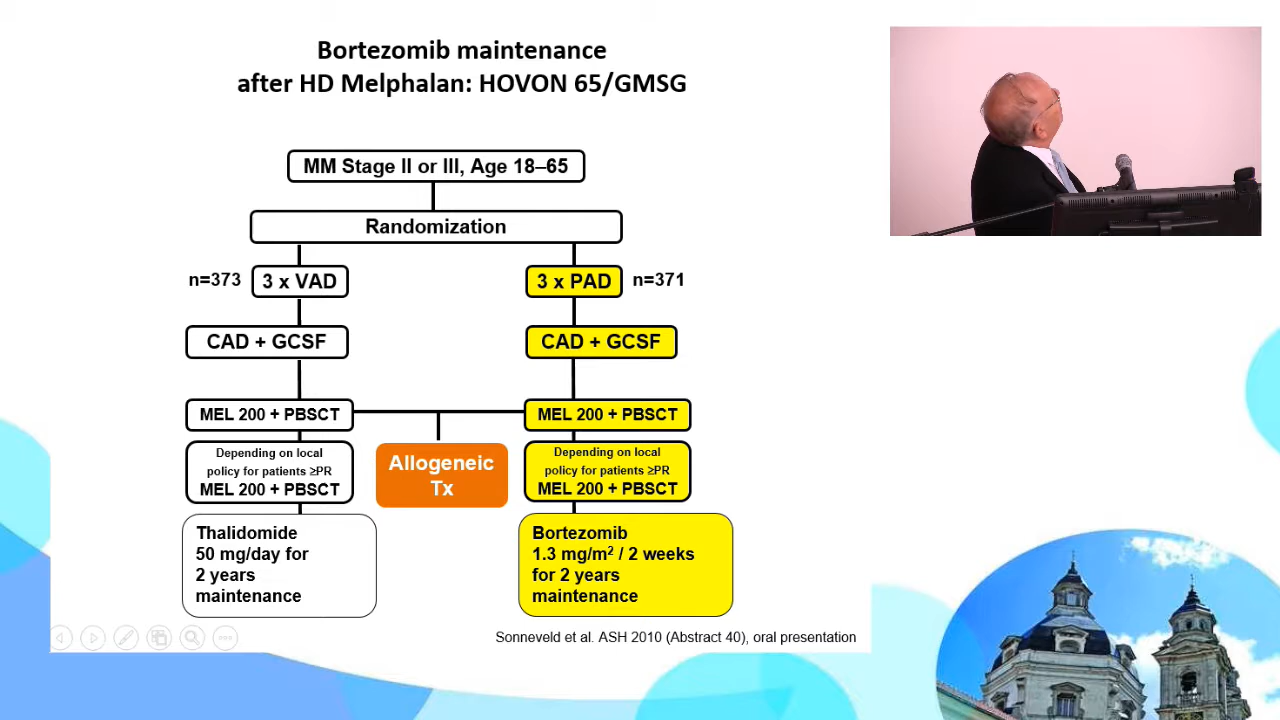 Bortezomib maintenance
after HD Melphalan: HOVON 65/GMSG
MM Stage II or III, Age 18–65
Randomization
n=373
3 x VAD
3 x PAD
n=371
CAD + GCSF
CAD + GCSF
MEL 200 + PBSCT
MEL 200 + PBSCT
Depending on local
policy for patients ≥PR
MEL 200 + PBSCT
Allogeneic
Tx
Depending on local
policy for patients ≥PR
MEL 200 + PBSCT
Thalidomide
50 mg/day for
2 years
maintenance
Bortezomib
1.3 mg/m² / 2 weeks
for 2 years
maintenance
Sonneveld et al. ASH 2010 (Abstract 40), oral presentation